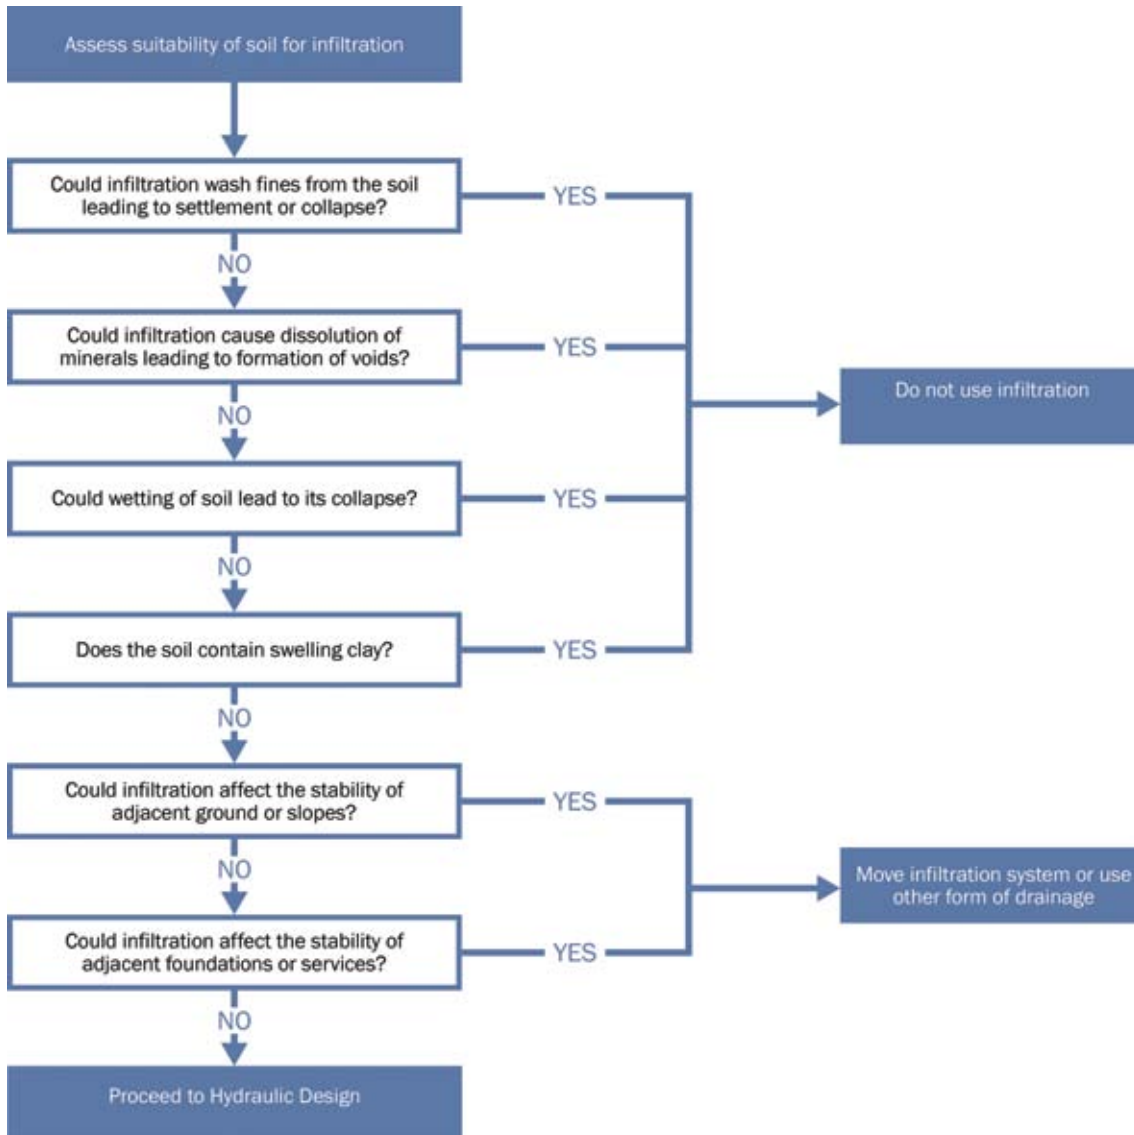 Assess suitability of soil for infiltration
Could infiltration wash fines from the soil
leading to settlement or collapse?
YES
NO
Could infiltration cause dissolution of
minerals leading to formation of voids?
YES
Do not use infiltration
NO
Could wetting of soil lead to its collapse?
YES
NO
Does the soil contain swelling clay?
YES
NO
Could infiltration affect the stability of
adjacent ground or slopes?
YES
Move infiltration system or use
other form of drainage
NO
Could infiltration affect the stability of
adjacent foundations or services?
YES
NO
Proceed to Hydraulic Design